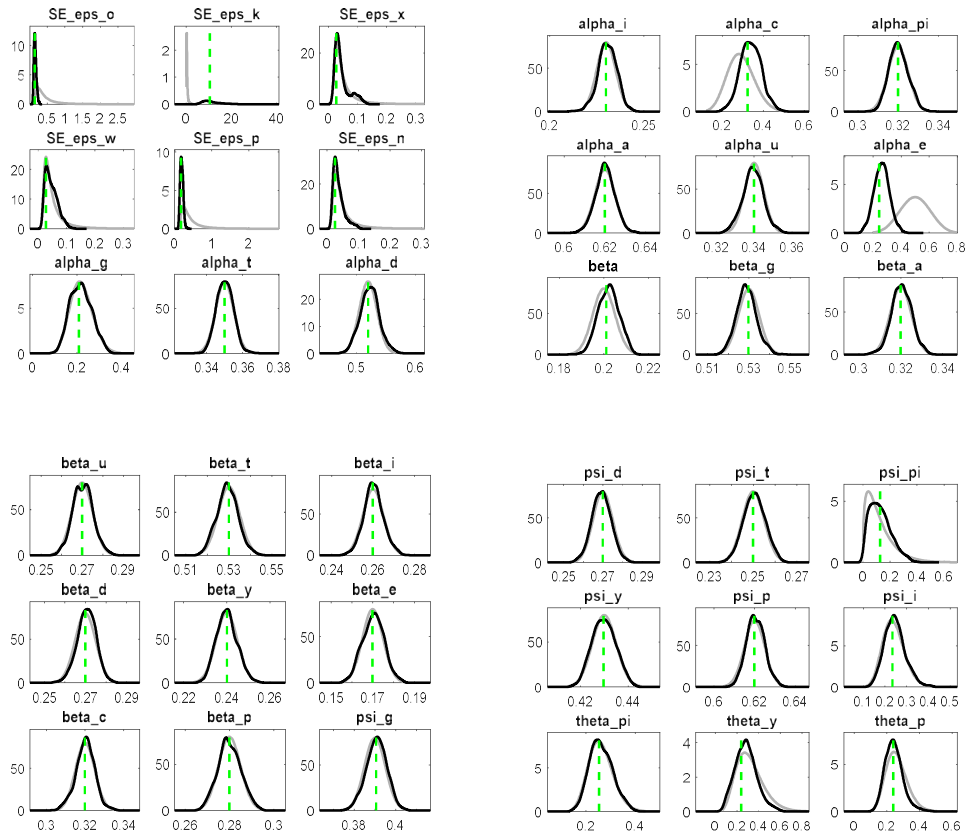 SE_eps_o SE_eps_k SE_eps_x
10 5 0
0.5 1 1.5 2 2.5
2 1 0
0 20 40
20 0
0 0.1 0.2 0.3
SE_eps_w SE_eps_p SE_eps_n
20 10 0
0 0.1 0.2 0.3
10 5 0
0 1 2
20 0
0 0.1 0.2 0.3
alpha_g alpha_t alpha_d
5 0
0 0.2 0.4
50 0
0.34 0.36 0.38
20 10 0
0.5 0.6
alpha_i alpha_c alpha_pi
50 0
0.2 0.25
5 0
0.2 0.4 0.6
50 0
0.3 0.32 0.34
alpha_a alpha_u alpha_e
50 0
0.6 0.62 0.64
50 0
0.32 0.34 0.36
5 0
0 0.2 0.4 0.6 0.8
beta beta_g beta_a
50 0
0.18 0.2 0.22
50 0
0.51 0.53 0.55
50 0
0.3 0.32 0.34
beta_u beta_t beta_i
50 0
0.25 0.27 0.29
50 0
0.51 0.53 0.55
50 0
0.24 0.26 0.28
beta_d beta_y beta_e
50 0
0.25 0.27 0.29
50 0
0.22 0.24 0.26
50 0
0.15 0.17 0.19
beta_c beta_p psi_g
50 0
0.3 0.32 0.34
50 0
0.26 0.28 0.3
50 0
0.38 0.4
psi_d psi_t psi_pi
50 0
0.25 0.27 0.29
50 0
0.23 0.25 0.27
5 0
0 0.2 0.4 0.6
psi_y psi_p psi_i
50 0
0.42 0.44
50 0
0.6 0.62 0.64
5 0
0.1 0.2 0.3 0.4 0.5
theta_pi theta_y theta_p
5 0
0.2 0.4
4 2 0
0 0.2 0.4 0.6 0.8
5 0
0 0.2 0.4 0.6